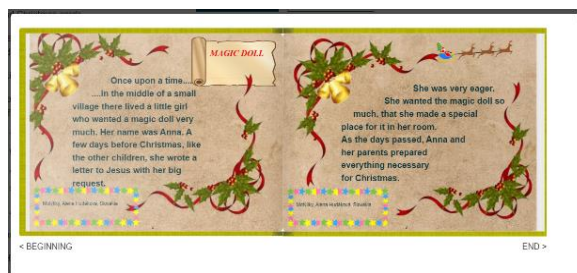 MAGIC DOLL
Once upon a time....
....In the middle of a small
village there lived a little girl
who wanted a magic doll very
much. Her name was Anna. A
few days before Christmas, like
the other children, she wrote a
letter to Jesus with her big
request.
She was very eager.
She wanted the magic doll so
much, that she made a special
place for it in her room.
As the days passed, Anna and
her parents prepared
everything necessary
for Christmas.
Slovakia
Slovakia
< BEGINNING
END >